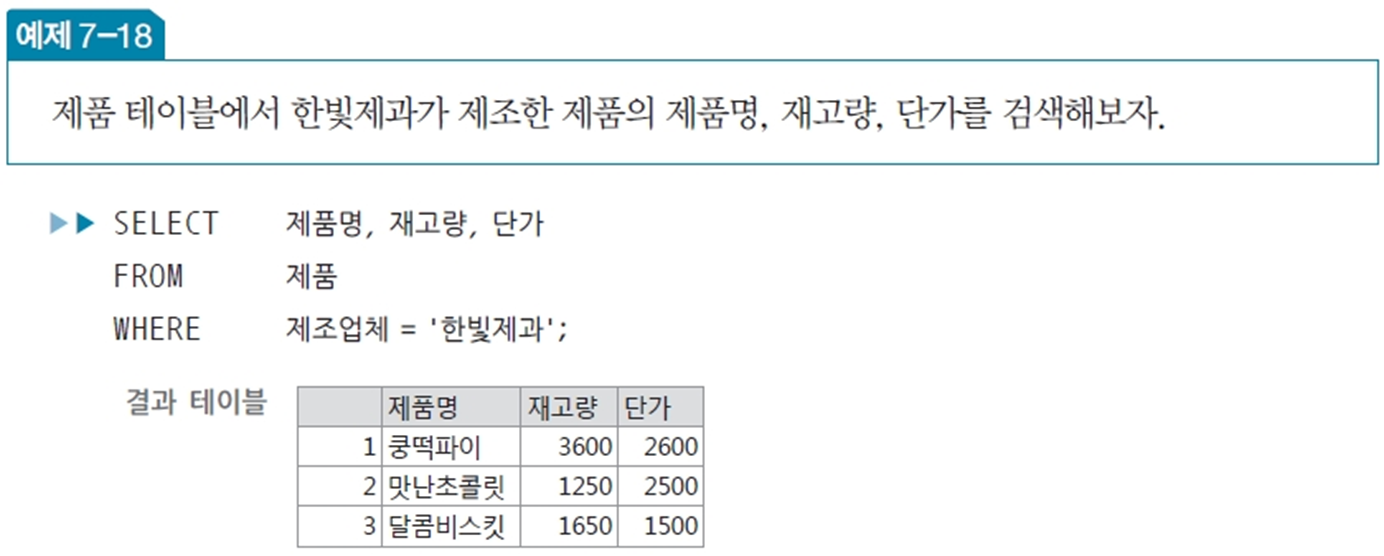 예제 7-18
제품 테이블에서 한빛제과가 제조한 제품의 제품명, 재고량, 단가를 검색해보자.
▶▶ SELECT 제품명, 재고량, 단가
FROM 제품
WHERE 제조업체 = '한빛제과';
결과 테이블
제품명 재고량 단가
1 쿵떡파이 3600 2600
2 맛난초콜릿 1250 2500
3 달콤비스킷 1650 1500